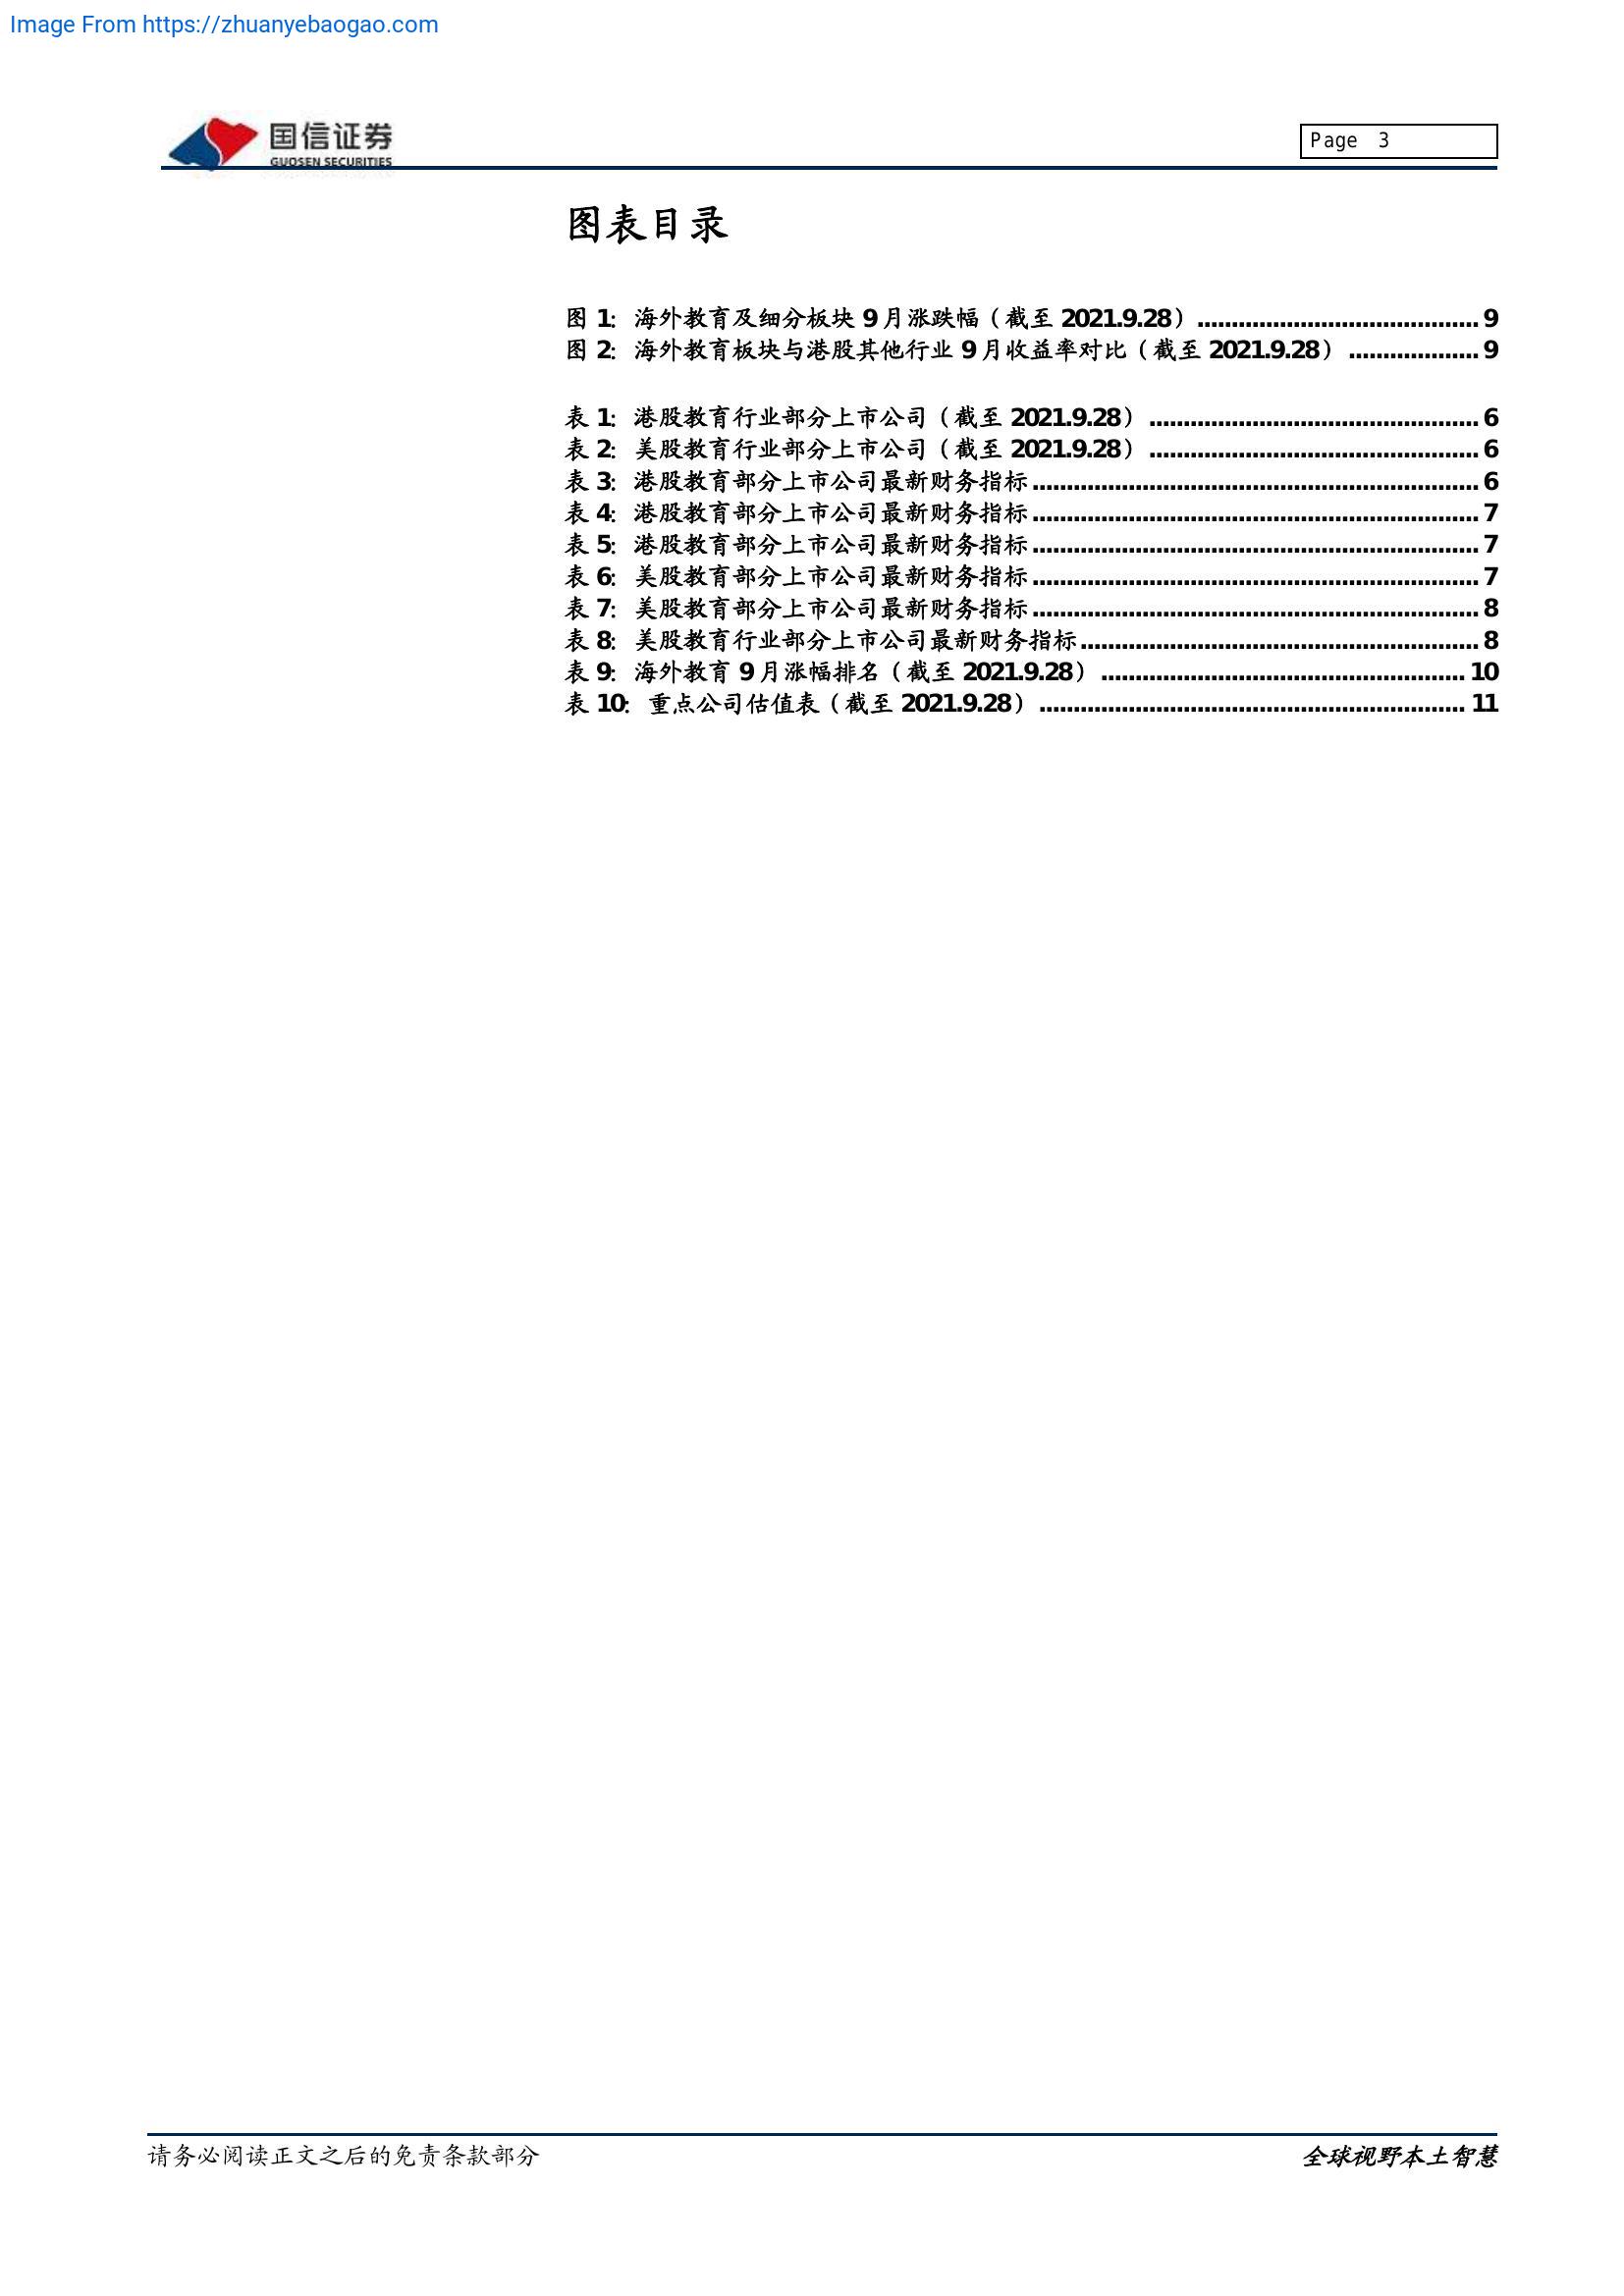 Image From https://zhuanyebaogao.com
国信证券
GUOSEN SECURITIES
Page 3
图表目录
图 1: 海外教育及细分板块 9 月涨跌幅（截至 2021.9.28）......................................... 9
图 2: 海外教育板块与港股其他行业 9 月收益率对比（截至 2021.9.28）................... 9
表 1: 港股教育行业部分上市公司（截至 2021.9.28）................................................ 6
表 2: 美股教育行业部分上市公司（截至 2021.9.28）................................................ 6
表 3: 港股教育部分上市公司最新财务指标................................................................. 6
表 4: 港股教育部分上市公司最新财务指标................................................................. 7
表 5: 港股教育部分上市公司最新财务指标................................................................. 7
表 6: 美股教育部分上市公司最新财务指标................................................................. 7
表 7: 美股教育部分上市公司最新财务指标................................................................. 8
表 8: 美股教育行业部分上市公司最新财务指标.......................................................... 8
表 9: 海外教育 9 月涨幅排名（截至 2021.9.28）..................................................... 10
表 10: 重点公司估值表（截至 2021.9.28）.............................................................. 11
请务必阅读正文之后的免责条款部分
全球视野本土智慧